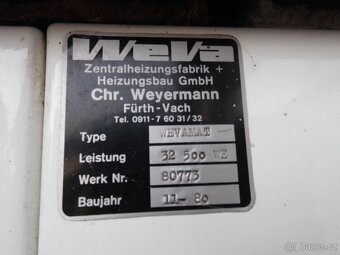 Weva
Zentralheizungsfabrik +
Heizungsbau GmbH
Chr. Weyermann
Fürth-Vach
Tel. 0911-7 60 31/32
Type WEVAMAT -
Leistung 32 500 WE
Werk Nr. 80773
Baujahr 11-80